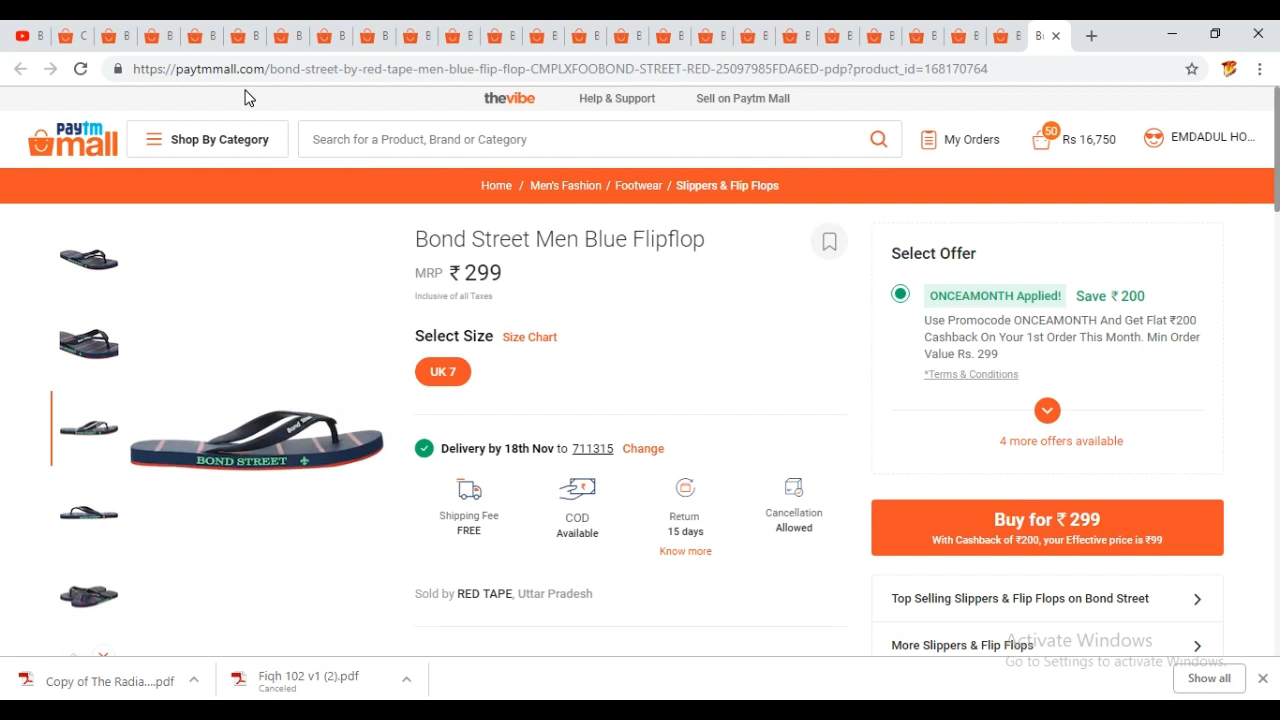 B C B B B B B B B B B B B B B B B B B B B B B B
https://paytmmall.com/bond-street-by-red-tape-men-blue-flip-flop-CMPLXFOOBOND-STREET-RED-25097985FDA6ED-pdp?product_id=168170764
thevibe Help & Support Sell on Paytm Mall
paytm mall
Shop By Category
Search for a Product, Brand or Category
My Orders
50
Rs 16,750
EMDADUL HO...
Home / Men's Fashion / Footwear / Slippers & Flip Flops
Bond Street Men Blue Flipflop
MRP ₹ 299
Inclusive of all Taxes
Select Size Size Chart
UK 7
Delivery by 18th Nov to 711315 Change
Shipping Fee
FREE
COD
Available
Return
15 days
Know more
Cancellation
Allowed
Sold by RED TAPE, Uttar Pradesh
BOND STREET
Select Offer
ONCEAMONTH Applied! Save ₹ 200
Use Promocode ONCEAMONTH And Get Flat ₹200
Cashback On Your 1st Order This Month. Min Order
Value Rs. 299
*Terms & Conditions
4 more offers available
Buy for ₹ 299
With Cashback of ₹200, your Effective price is ₹99
Top Selling Slippers & Flip Flops on Bond Street
More Slippers & Flip Flops
Activate Windows
Go to Settings to activate Windows.
Copy of The Radia....pdf
Fiqh 102 v1 (2).pdf
Canceled
Show all